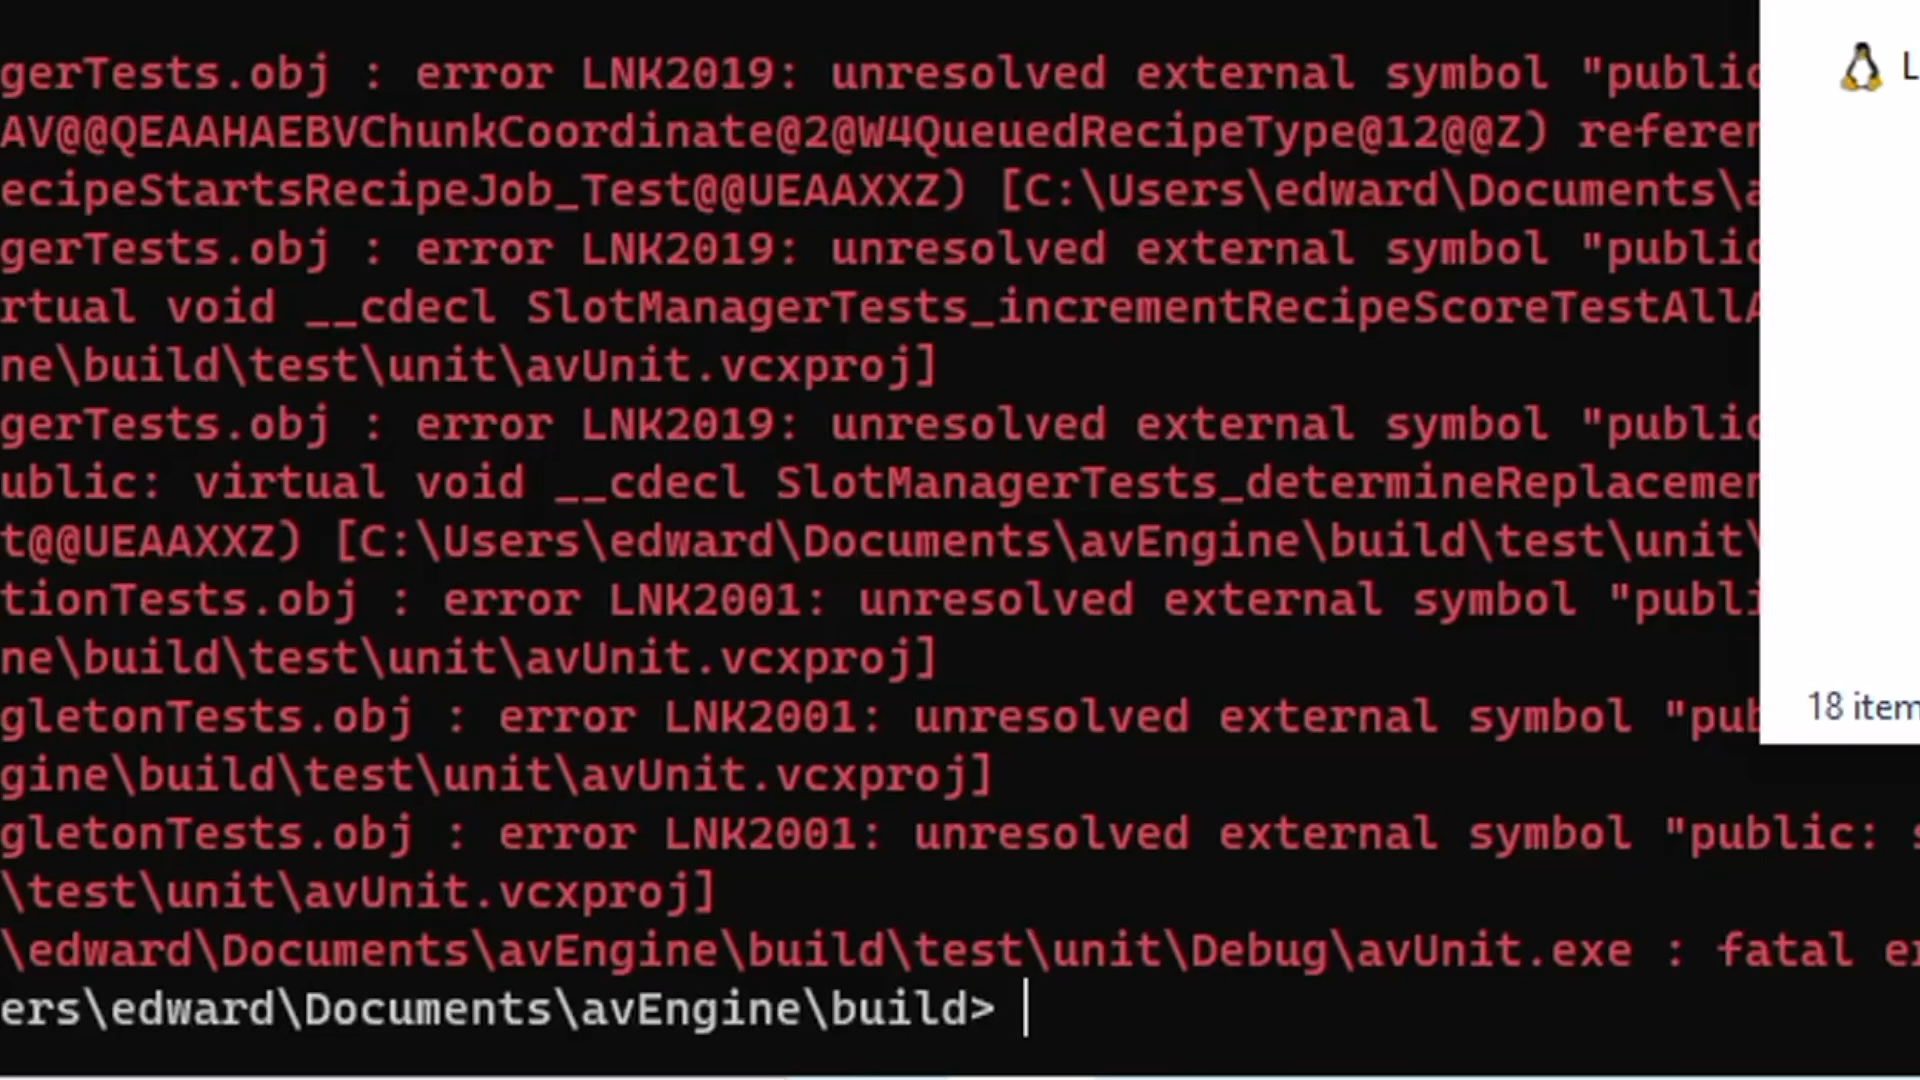 gerTests.obj : error LNK2019: unresolved external symbol "public
AV@@QEAAHAEBVChunkCoordinate@2@W4QueuedRecipeType@12@@Z) referen
ecipeStartsRecipeJob_Test@@UEAAXXZ) [C:\Users\edward\Documents\a
gerTests.obj : error LNK2019: unresolved external symbol "public
rtual void __cdecl SlotManagerTests_incrementRecipeScoreTestAllA
ne\build\test\unit\avUnit.vcxproj]
gerTests.obj : error LNK2019: unresolved external symbol "public
ublic: virtual void __cdecl SlotManagerTests_determineReplacemen
t@@UEAAXXZ) [C:\Users\edward\Documents\avEngine\build\test\unit\
tionTests.obj : error LNK2001: unresolved external symbol "publi
ne\build\test\unit\avUnit.vcxproj]
gletonTests.obj : error LNK2001: unresolved external symbol "pub
gine\build\test\unit\avUnit.vcxproj]
gletonTests.obj : error LNK2001: unresolved external symbol "public: s
\test\unit\avUnit.vcxproj]
\edward\Documents\avEngine\build\test\unit\Debug\avUnit.exe : fatal er
ers\edward\Documents\avEngine\build>
L
18 item